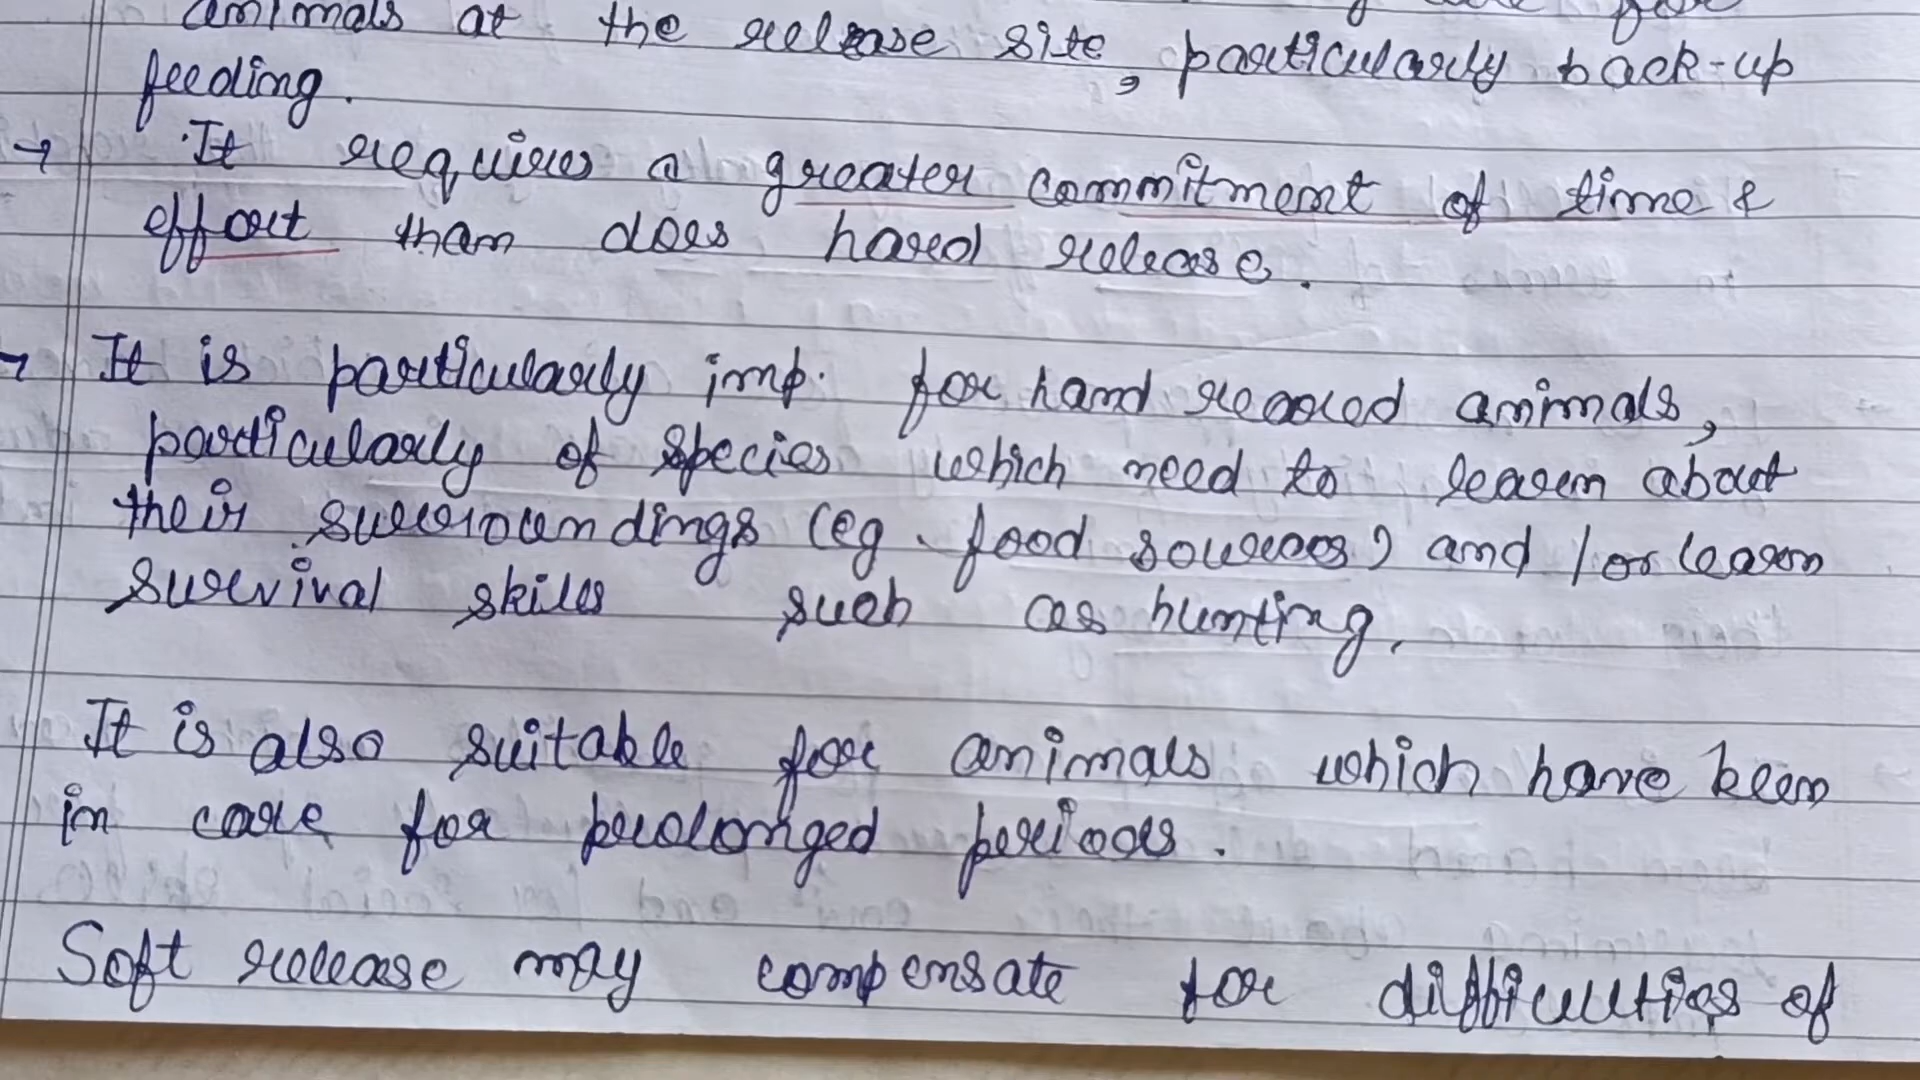 animals at the release site, particularly back-up
feeding.
→ It requires a greater commitment of time &
effort than does hard release.
→ It is particularly imp. for hand reared animals,
particularly of species which need to learn about
their surroundings (eg. food sources) and /or learn
survival skills such as hunting.
It is also suitable for animals which have been
in care for prolonged periods.
Soft release may compensate for difficulties of